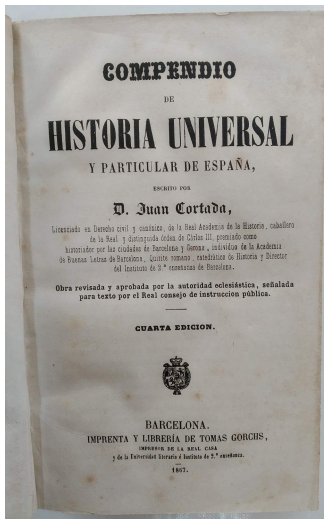 COMPENDIO
DE
HISTORIA UNIVERSAL
Y PARTICULAR DE ESPAÑA,
ESCRITO POR
D. Juan Cortada,
Licenciado en Derecho civil y canónico, de la Real Academia de la Historia, caballero
de la Real y distinguida órden de Cárlos III, premiado como
historiador por las ciudades de Barcelona y Gerona, individuo de la Academia
de Buenas Letras de Barcelona, Quirite romano, catedrático de Historia y Director
del Instituto de 2.ª enseñanza de Barcelona.
Obra revisada y aprobada por la autoridad eclesiástica, señalada
para texto por el Real consejo de instruccion pública.
CUARTA EDICION.
BARCELONA.
IMPRENTA Y LIBRERÍA DE TOMAS GORCHS,
IMPRESOR DE LA REAL CASA
y de la Universidad literaria é Instituto de 2.ª enseñanza.
1867.